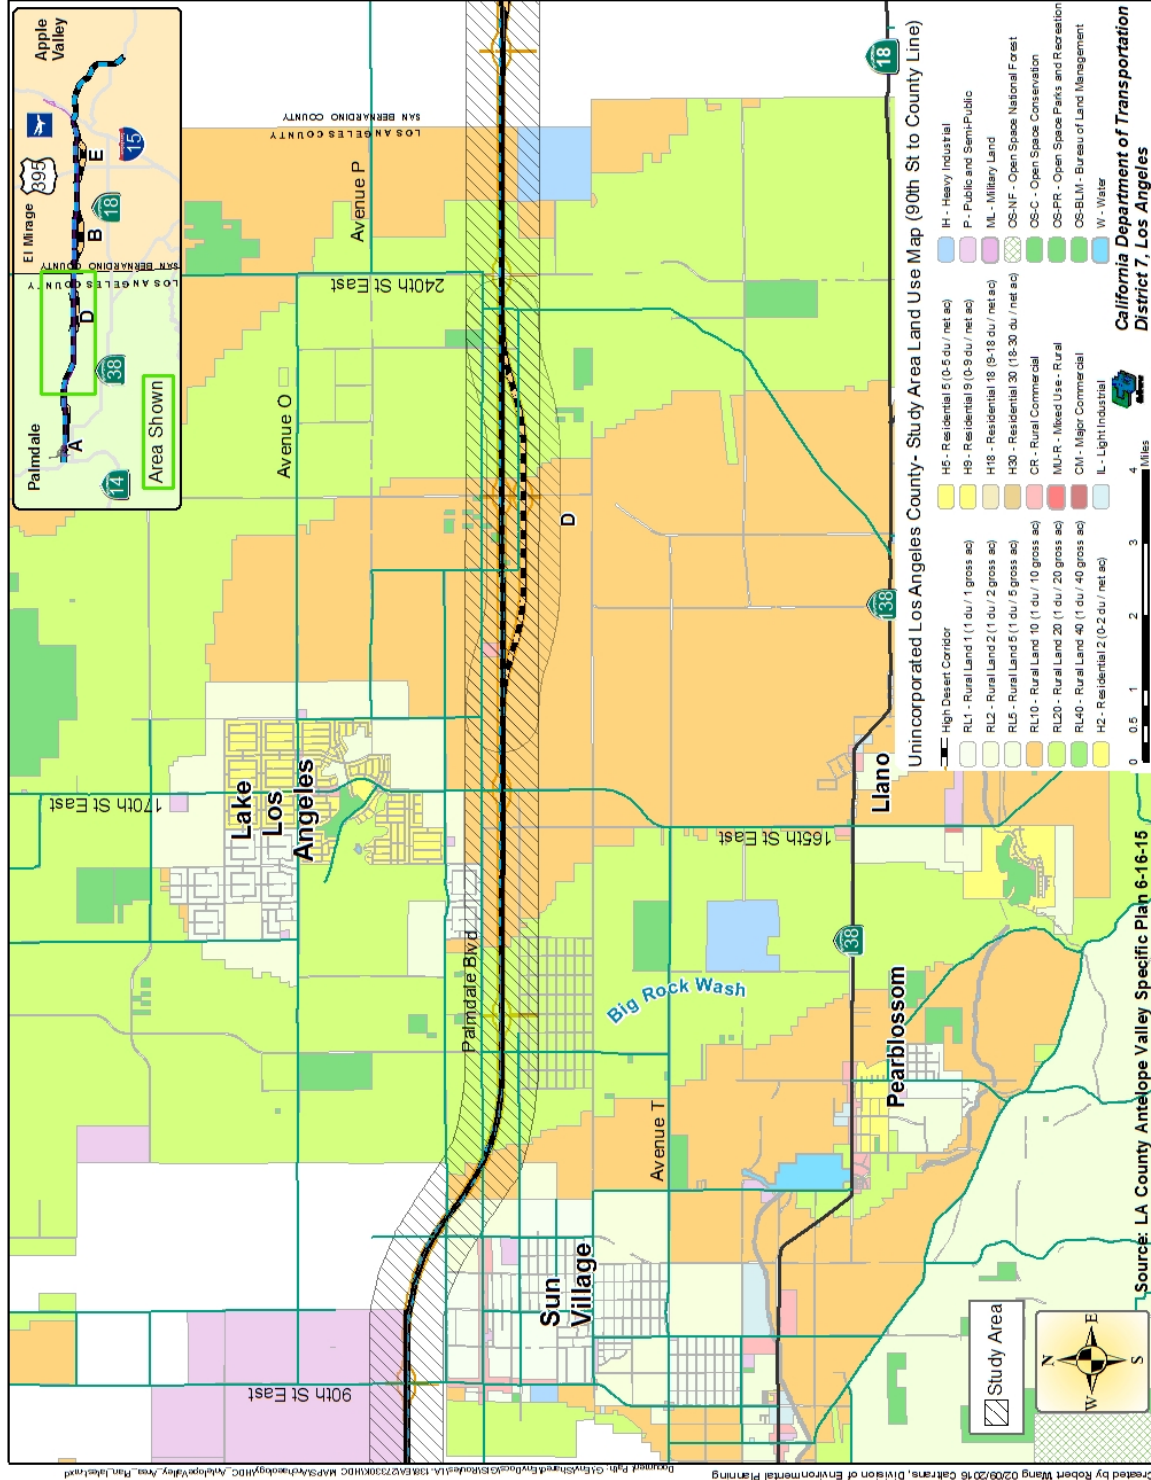 Palmdale
A
14
El Mirage
395
Apple
Valley
LOS ANGELES COUNTY
SAN BERNARDINO COUNTY
D
B
E
38
18
15
Area Shown
LOS ANGELES COUNTY
SAN BERNARDINO COUNTY
Avenue P
Avenue O
240th St East
170th St East
Lake
Los
Angeles
Palmdale Blvd
D
90th St East
Sun
Village
Avenue T
Big Rock Wash
165th St East
Llano
Pearblossom
138
138
18
Unincorporated Los Angeles County- Study Area Land Use Map (90th St to County Line)
High Desert Corridor
RL1 - Rural Land 1 (1 du / 1 gross ac)
RL2 - Rural Land 2 (1 du / 2 gross ac)
RL5 - Rural Land 5 (1 du / 5 gross ac)
RL10 - Rural Land 10 (1 du / 10 gross ac)
RL20 - Rural Land 20 (1 du / 20 gross ac)
RL40 - Rural Land 40 (1 du / 40 gross ac)
H2 - Residential 2 (0-2 du / net ac)
H5 - Residential 5 (0-5 du / net ac)
H9 - Residential 9 (0-9 du / net ac)
H18 - Residential 18 (9-18 du / net ac)
H30 - Residential 30 (18-30 du / net ac)
CR - Rural Commercial
MU-R - Mixed Use - Rural
CM - Major Commercial
IL - Light Industrial
IH - Heavy Industrial
P - Public and Semi-Public
ML - Military Land
OS-NF - Open Space National Forest
OS-C - Open Space Conservation
OS-PR - Open Space Parks and Recreation
OS-BLM - Bureau of Land Management
W - Water
0 0.5 1 2 3 4
Miles
California Department of Transportation
District 7, Los Angeles
Study Area
N
W E
S
Source: LA County Antelope Valley Specific Plan 6-16-15
Created by Robert Wang 02/09/2016 Caltrans, Division of Environmental Planning